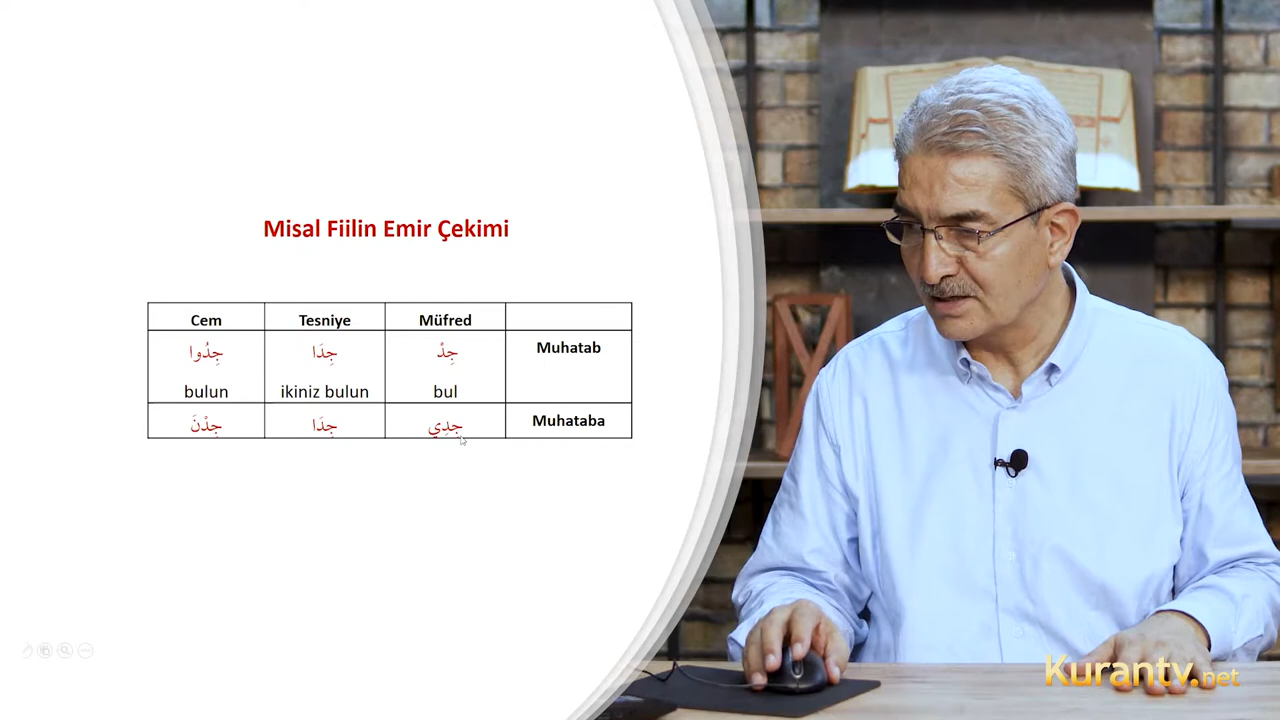 Misal Fiilin Emir Çekimi
Cem Tesniye Müfred
جِدُوا جِدَا جِدْ Muhatab
bulun ikiniz bulun bul
جِدْنَ جِدَا جِدِي Muhataba
Kurantv.net